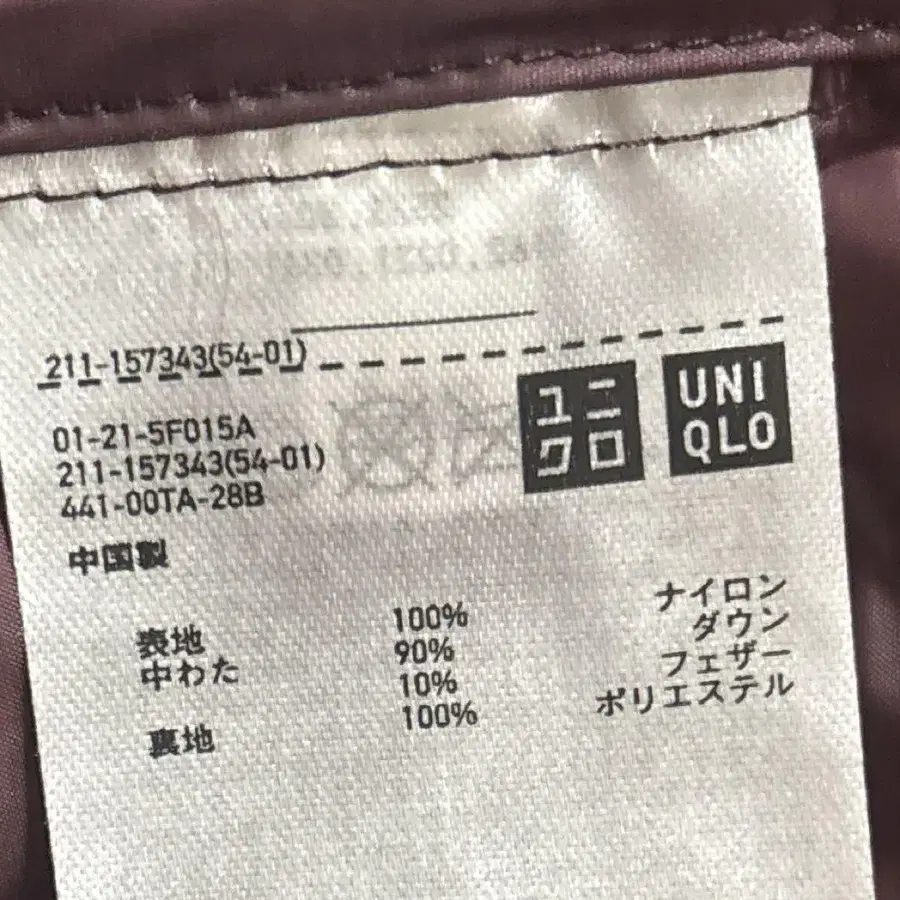 211-157343(54-01)
ユニ
クロ
UNI
QLO
01-21-5F015A
211-157343(54-01)
441-00TA-28B
中国製
表地 100% ナイロン
中わた 90% ダウン
10% フェザー
裏地 100% ポリエステル